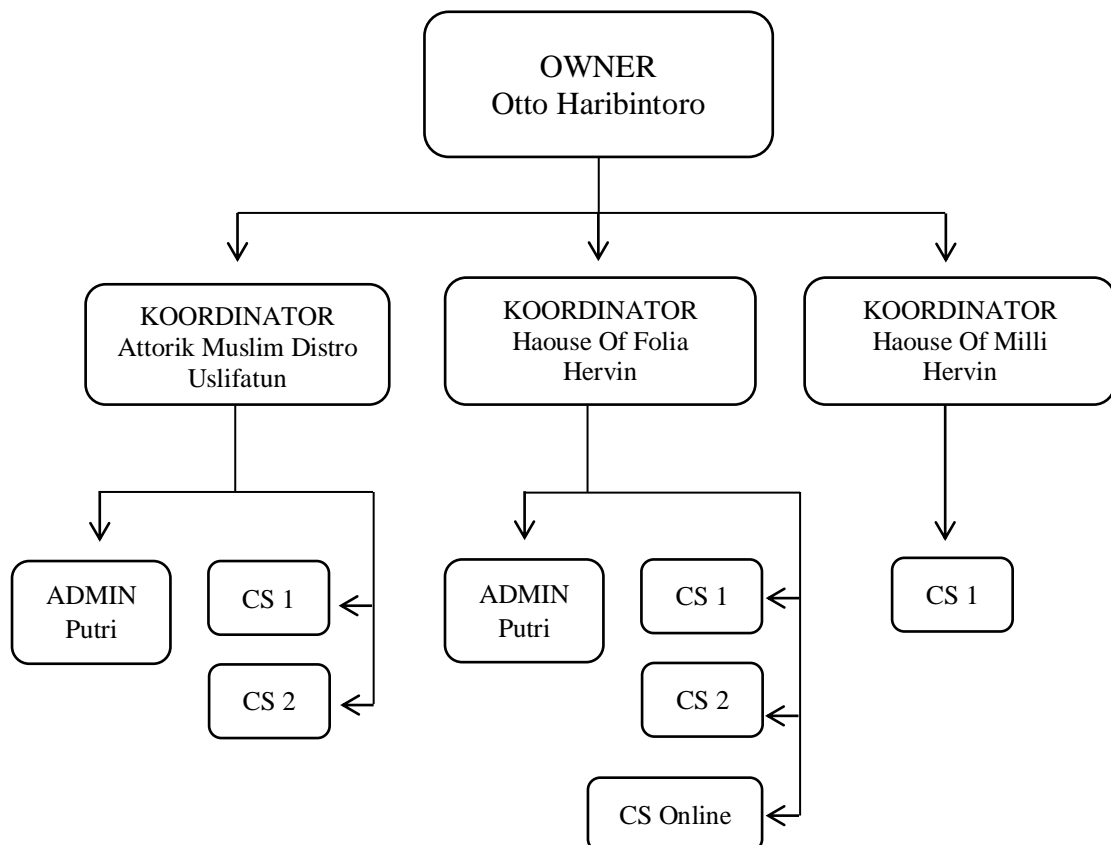 OWNER
Otto Haribintoro
KOORDINATOR
Attorik Muslim Distro
Uslifatun
KOORDINATOR
Haouse Of Folia
Hervin
KOORDINATOR
Haouse Of Milli
Hervin
ADMIN
Putri
CS 1
CS 2
ADMIN
Putri
CS 1
CS 2
CS Online
CS 1